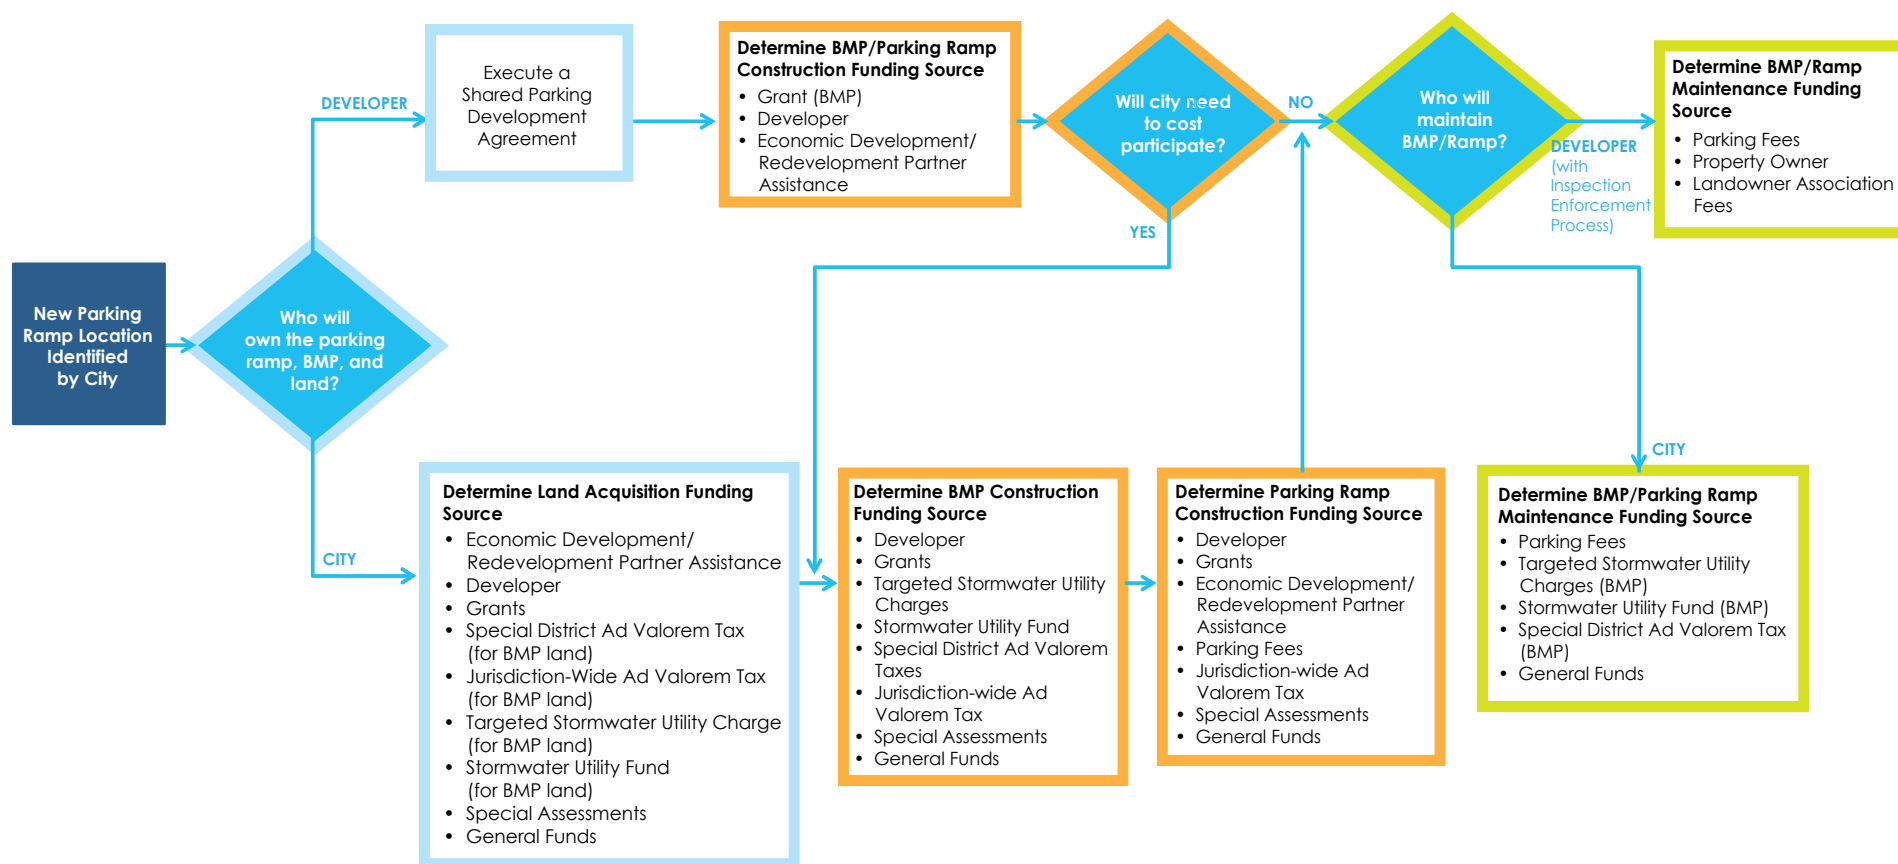 New Parking
Ramp Location
Identified
by City
Who will
own the parking
ramp, BMP, and
land?
DEVELOPER
Execute a
Shared Parking
Development
Agreement
Determine BMP/Parking Ramp
Construction Funding Source
• Grant (BMP)
• Developer
• Economic Development/
Redevelopment Partner
Assistance
Will city need
to cost
participate?
NO
YES
Who will
maintain
BMP/Ramp?
DEVELOPER
(with
Inspection
Enforcement
Process)
Determine BMP/Ramp
Maintenance Funding
Source
• Parking Fees
• Property Owner
• Landowner Association
Fees
CITY
Determine Land Acquisition Funding
Source
• Economic Development/
Redevelopment Partner Assistance
• Developer
• Grants
• Special District Ad Valorem Tax
(for BMP land)
• Jurisdiction-Wide Ad Valorem Tax
(for BMP land)
• Targeted Stormwater Utility Charge
(for BMP land)
• Stormwater Utility Fund
(for BMP land)
• Special Assessments
• General Funds
Determine BMP Construction
Funding Source
• Developer
• Grants
• Targeted Stormwater Utility
Charges
• Stormwater Utility Fund
• Special District Ad Valorem
Taxes
• Jurisdiction-wide Ad
Valorem Tax
• Special Assessments
• General Funds
Determine Parking Ramp
Construction Funding Source
• Developer
• Grants
• Economic Development/
Redevelopment Partner
Assistance
• Parking Fees
• Jurisdiction-wide Ad
Valorem Tax
• Special Assessments
• General Funds
CITY
Determine BMP/Parking Ramp
Maintenance Funding Source
• Parking Fees
• Targeted Stormwater Utility
Charges (BMP)
• Stormwater Utility Fund (BMP)
• Special District Ad Valorem Tax
(BMP)
• General Funds